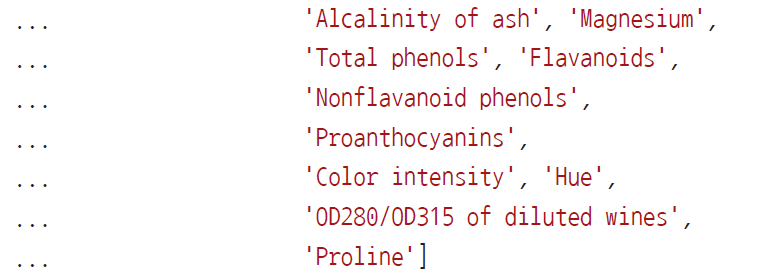 ... 'Alcalinity of ash', 'Magnesium',
... 'Total phenols', 'Flavanoids',
... 'Nonflavanoid phenols',
... 'Proanthocyanins',
... 'Color intensity', 'Hue',
... 'OD280/OD315 of diluted wines',
... 'Proline']